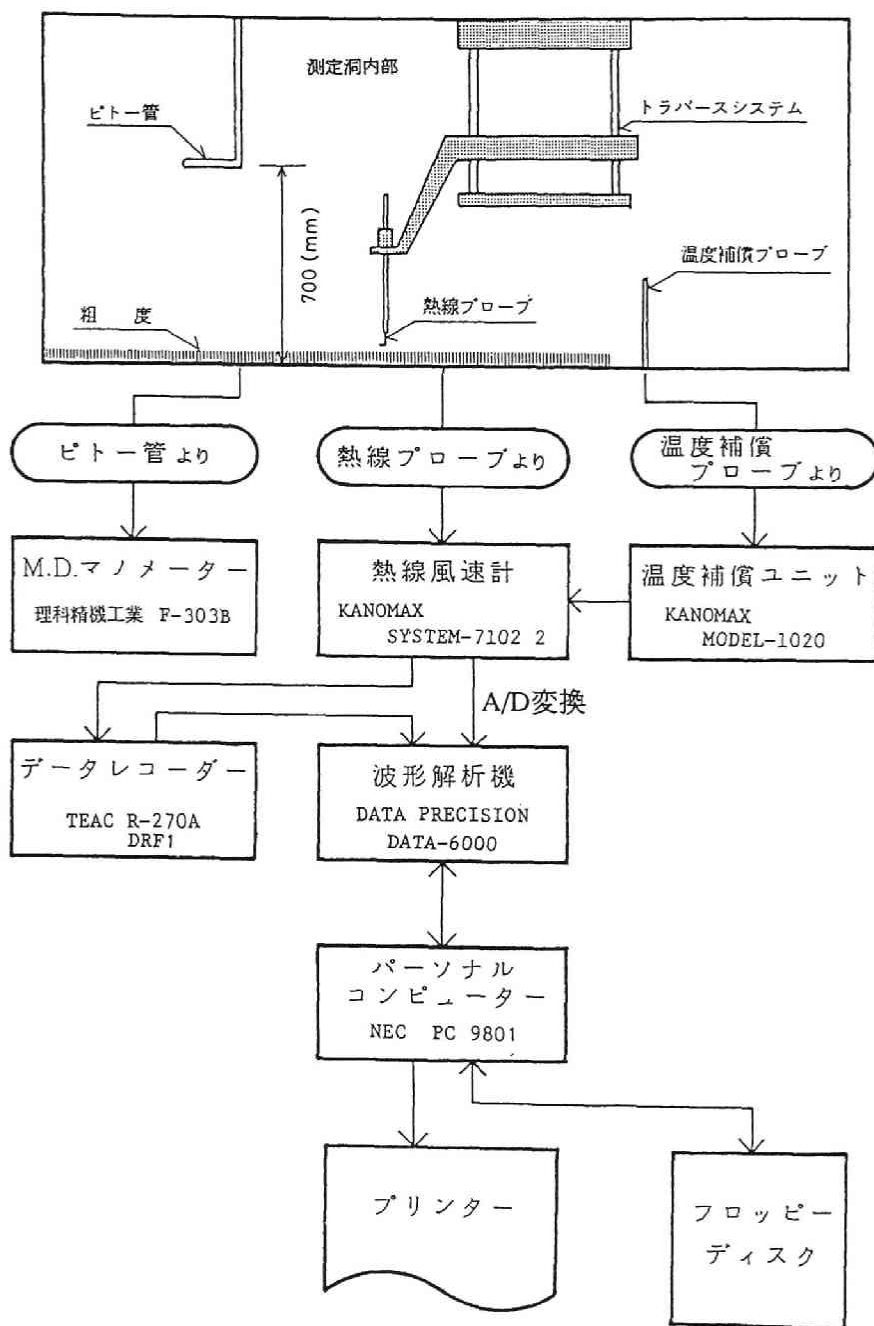 測定洞内部
ピトー管
トラバースシステム
700 (mm)
温度補償プローブ
粗 度
熱線プローブ
ピトー管より
熱線プローブより
温度補償
プローブより
M.D.マノメーター
理科精機工業 F-303B
熱線風速計
KANOMAX
SYSTEM-7102 2
温度補償ユニット
KANOMAX
MODEL-1020
A/D変換
データレコーダー
TEAC R-270A
DRF1
波形解析機
DATA PRECISION
DATA-6000
パーソナル
コンピューター
NEC PC 9801
プリンター
フロッピー
ディスク